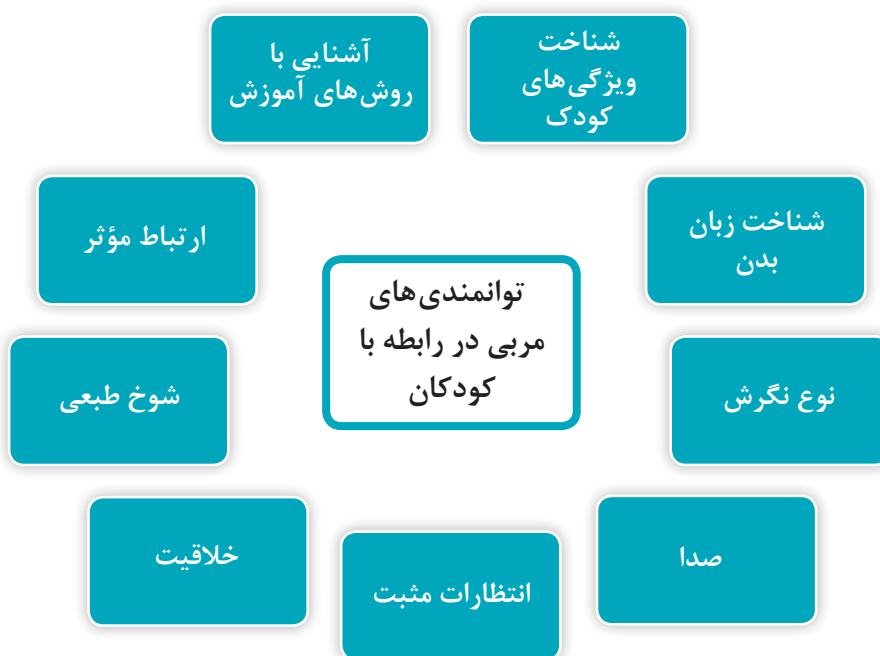 شناخت
ویژگی‌های
کودک
آشنایی با
روش‌های آموزش
شناخت زبان
بدن
ارتباط مؤثر
توانمندی‌های
مربی در رابطه با
کودکان
نوع نگرش
شوخ طبعی
صدا
خلاقیت
انتظارات مثبت